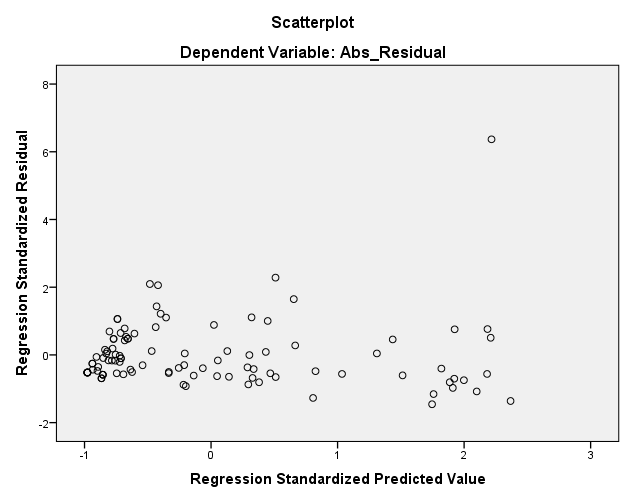 Scatterplot
Dependent Variable: Abs_Residual
Regression Standardized Residual
8
6
4
2
0
-2
-1
0
1
2
3
Regression Standardized Predicted Value